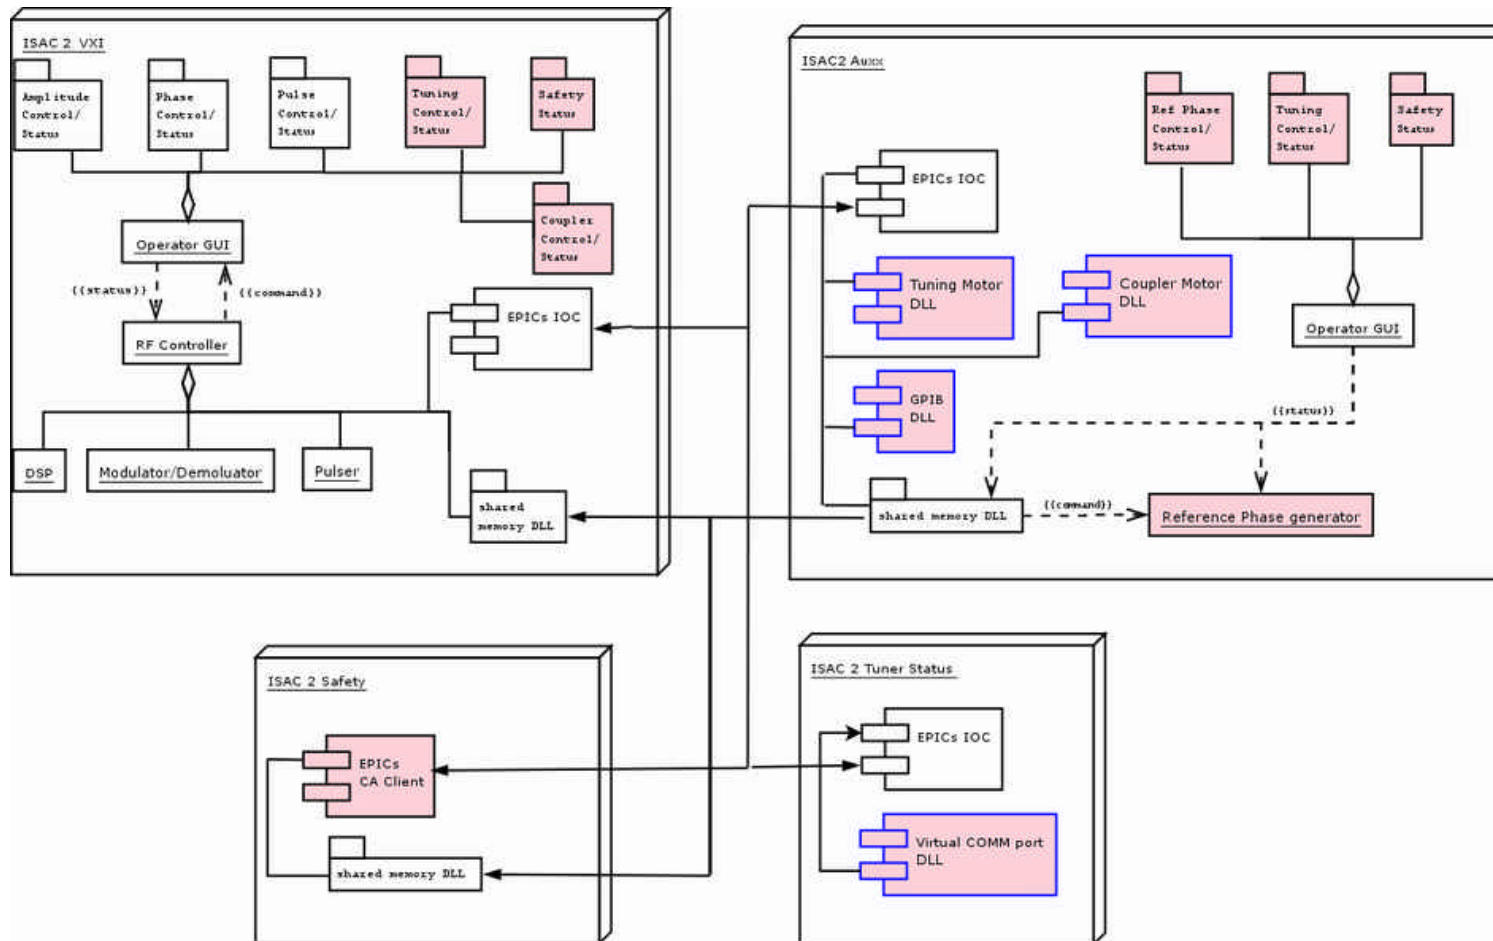 ISAC 2 VXI
Amplitude
Control/
Status
Phase
Control/
Status
Pulse
Control/
Status
Tuning
Control/
Status
Safety
Status
Coupler
Control/
Status
Operator GUI
{{status}}
{{command}}
RF Controller
EPICs IOC
DSP
Modulator/Demoluator
Pulser
shared
memory DLL
ISAC2 Auxx
Ref Phase
Control/
Status
Tuning
Control/
Status
Safety
Status
EPICs IOC
Tuning Motor
DLL
Coupler Motor
DLL
Operator GUI
GPIB
DLL
{{status}}
shared memory DLL
{{command}}
Reference Phase generator
ISAC 2 Safety
EPICs
CA Client
shared memory DLL
ISAC 2 Tuner Status
EPICs IOC
Virtual COMM port
DLL